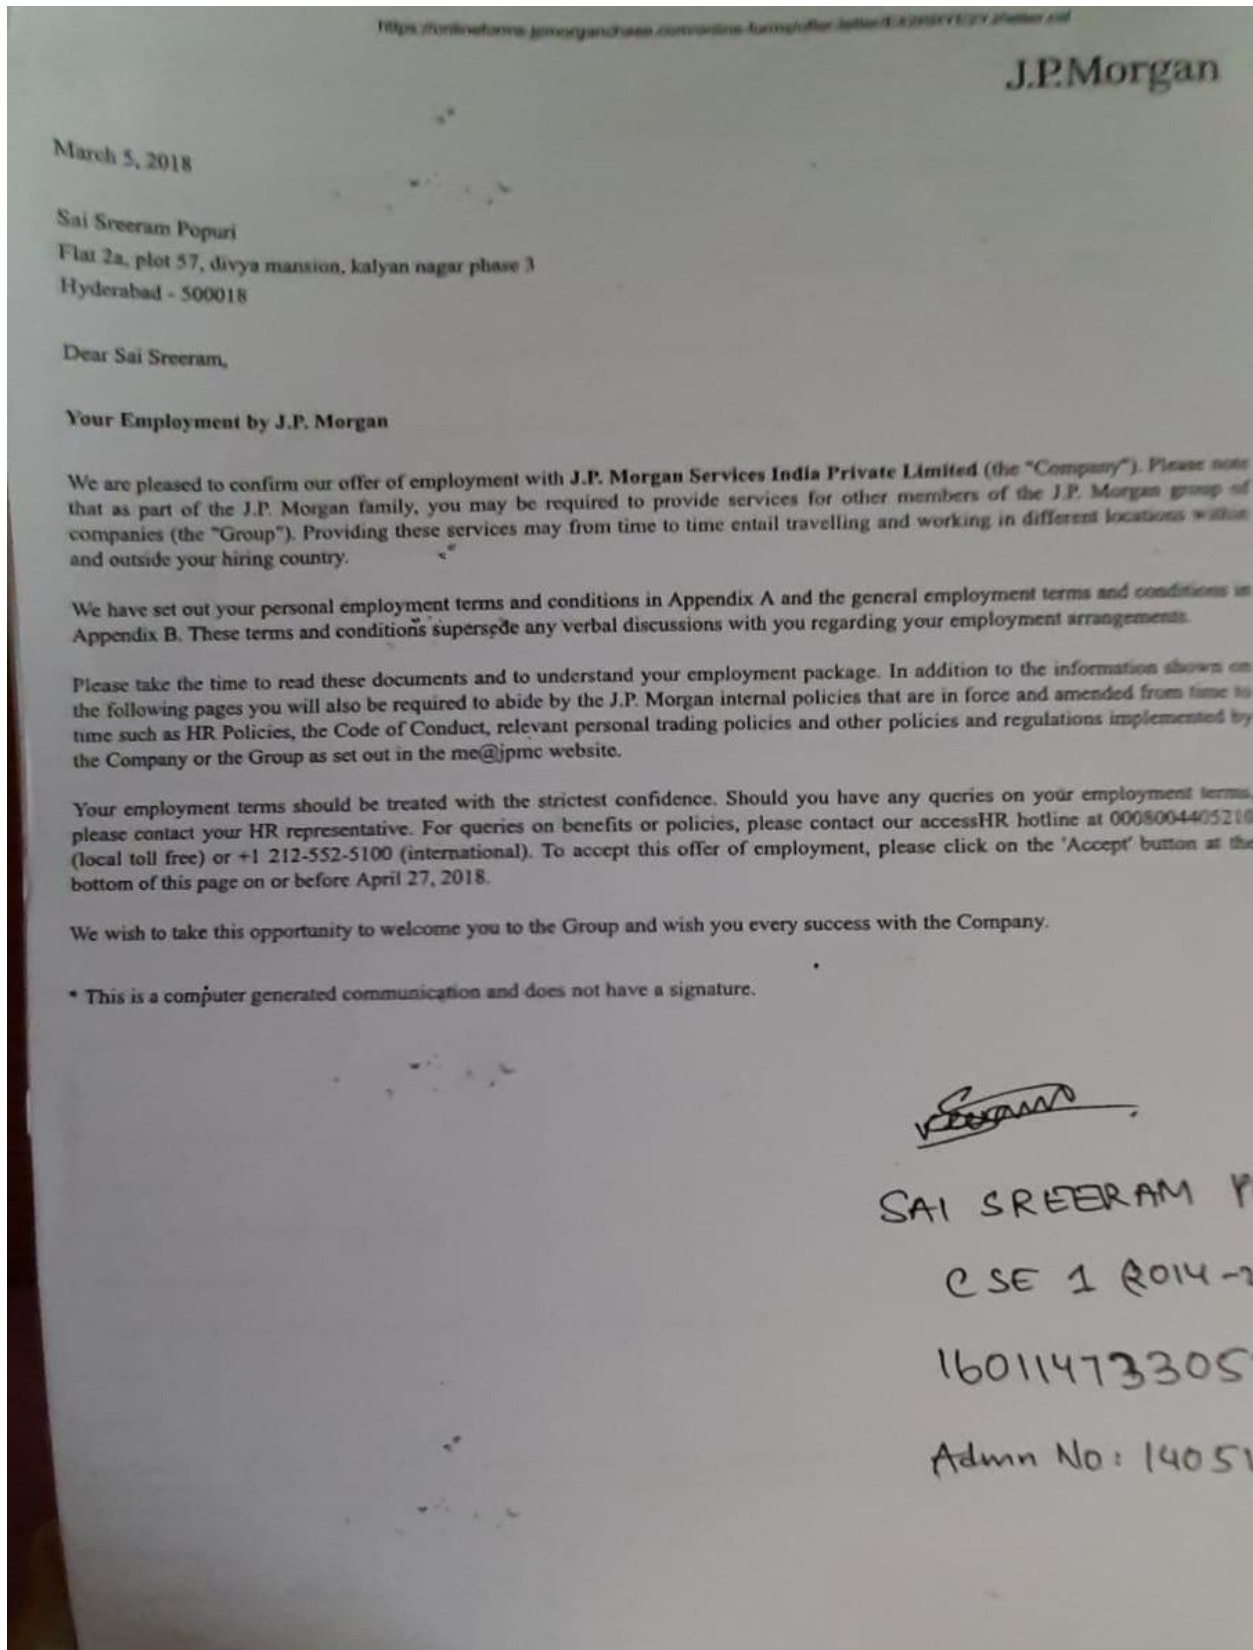 J.P.Morgan
March 5, 2018
Sai Sreeram Popuri
Flat 2a, plot 57, divya mansion, kalyan nagar phase 3
Hyderabad - 500018
Dear Sai Sreeram,
Your Employment by J.P. Morgan
We are pleased to confirm our offer of employment with J.P. Morgan Services India Private Limited (the "Company"). Please note
that as part of the J.P. Morgan family, you may be required to provide services for other members of the J.P. Morgan group of
companies (the "Group"). Providing these services may from time to time entail travelling and working in different locations within
and outside your hiring country.
We have set out your personal employment terms and conditions in Appendix A and the general employment terms and conditions in
Appendix B. These terms and conditions supersede any verbal discussions with you regarding your employment arrangements.
Please take the time to read these documents and to understand your employment package. In addition to the information shown on
the following pages you will also be required to abide by the J.P. Morgan internal policies that are in force and amended from time to
time such as HR Policies, the Code of Conduct, relevant personal trading policies and other policies and regulations implemented by
the Company or the Group as set out in the me@jpmc website.
Your employment terms should be treated with the strictest confidence. Should you have any queries on your employment terms,
please contact your HR representative. For queries on benefits or policies, please contact our accessHR hotline at 0008004405210
(local toll free) or +1 212-552-5100 (international). To accept this offer of employment, please click on the 'Accept' button at the
bottom of this page on or before April 27, 2018.
We wish to take this opportunity to welcome you to the Group and wish you every success with the Company.
* This is a computer generated communication and does not have a signature.
SAI SREERAM P
CSE 1 (2014-2
16011473305
Admn No: 14051